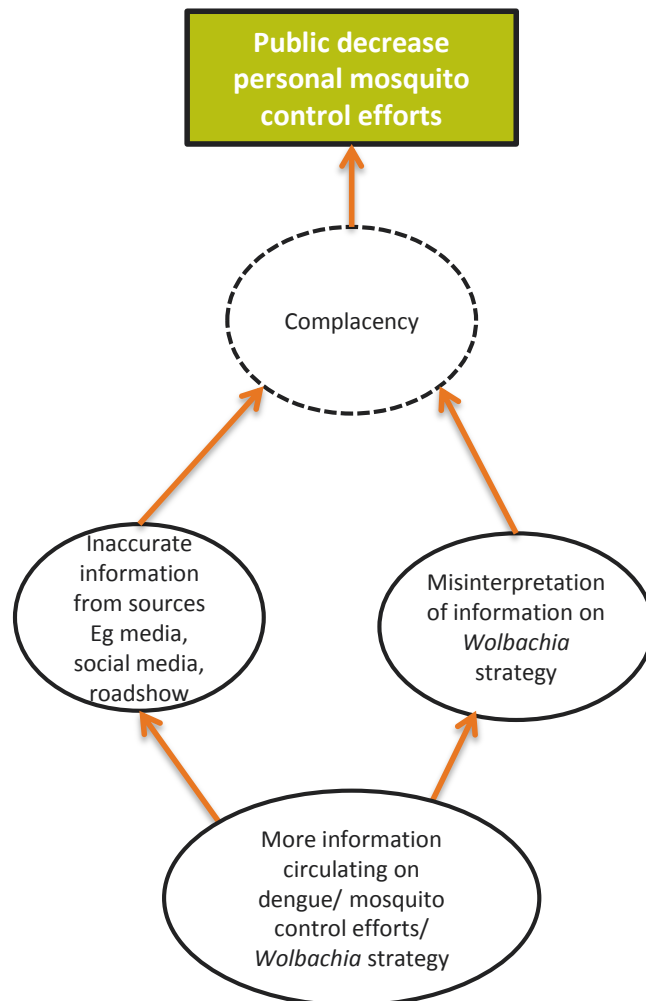 Public decrease
personal mosquito
control efforts
Complacency
Inaccurate
information
from sources
Eg media,
social media,
roadshow
Misinterpretation
of information on
Wolbachia
strategy
More information
circulating on
dengue/ mosquito
control efforts/
Wolbachia strategy